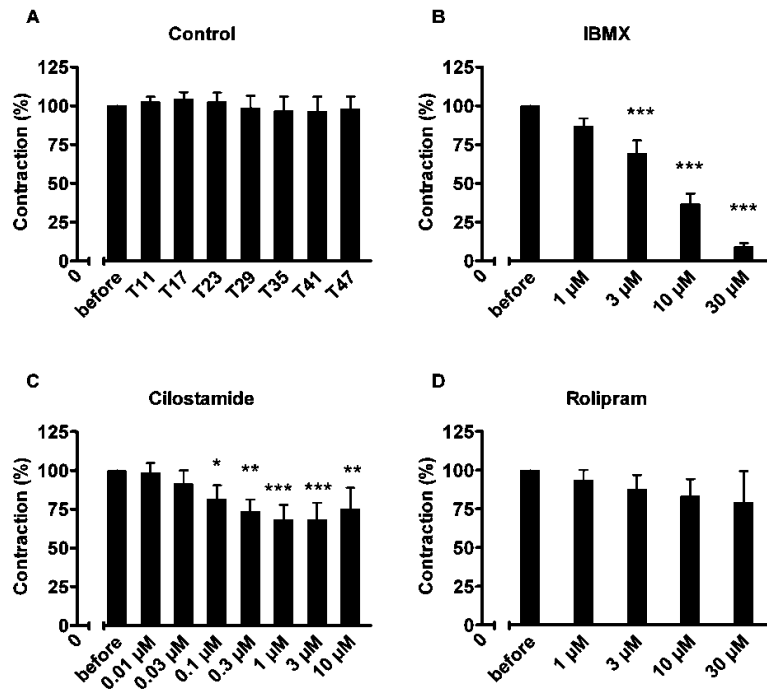 A
Control
Contraction (%)
125
100
75
50
25
0
0
before
T11
T17
T23
T29
T35
T41
T47
B
IBMX
Contraction (%)
125
100
75
50
25
0
***
***
***
0
before
1 µM
3 µM
10 µM
30 µM
C
Cilostamide
Contraction (%)
125
100
75
50
25
0
*
**
***
***
**
0
before
0.01 µM
0.03 µM
0.1 µM
0.3 µM
1 µM
3 µM
10 µM
D
Rolipram
Contraction (%)
125
100
75
50
25
0
0
before
1 µM
3 µM
10 µM
30 µM